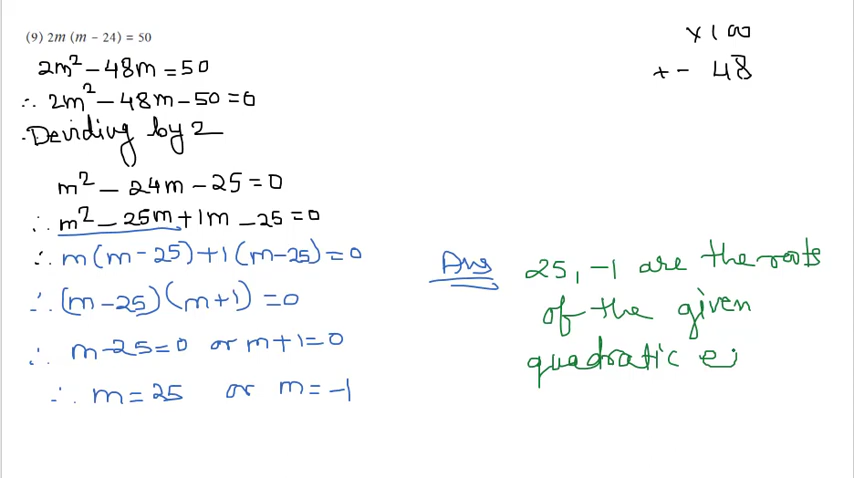 (9) 2m (m − 24) = 50
2m² − 48m = 50
∴ 2m² − 48m − 50 = 0
Deviding by 2
m² − 24m − 25 = 0
∴ m² − 25m + 1m − 25 = 0
∴ m(m − 25) + 1(m − 25) = 0
∴ (m − 25)(m + 1) = 0
∴ m − 25 = 0 or m + 1 = 0
∴ m = 25 or m = −1
× 100
+ − 48
Ans 25, −1 are the roots
of the given
quadratic